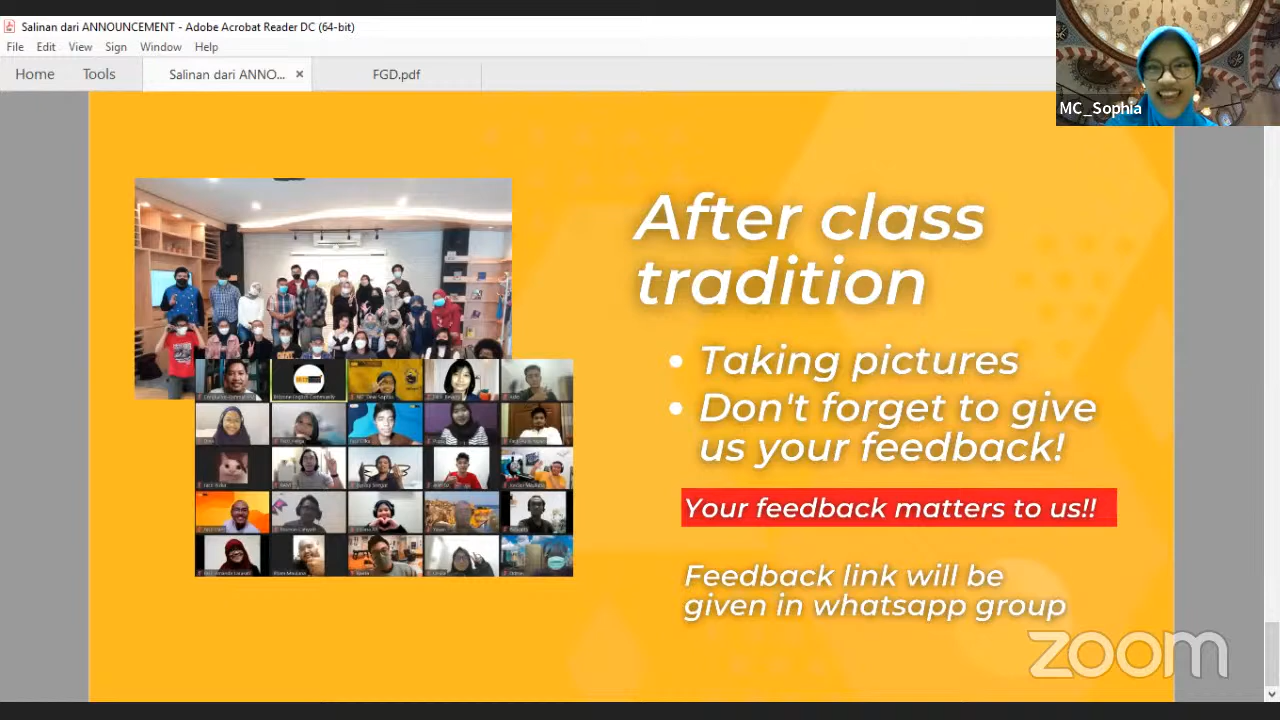 Salinan dari ANNOUNCEMENT - Adobe Acrobat Reader DC (64-bit)
File Edit View Sign Window Help
Home Tools Salinan dari ANNO... × FGD.pdf
MC_Sophia
After class
tradition
• Taking pictures
• Don't forget to give
us your feedback!
Your feedback matters to us!!
Feedback link will be
given in whatsapp group
zoom